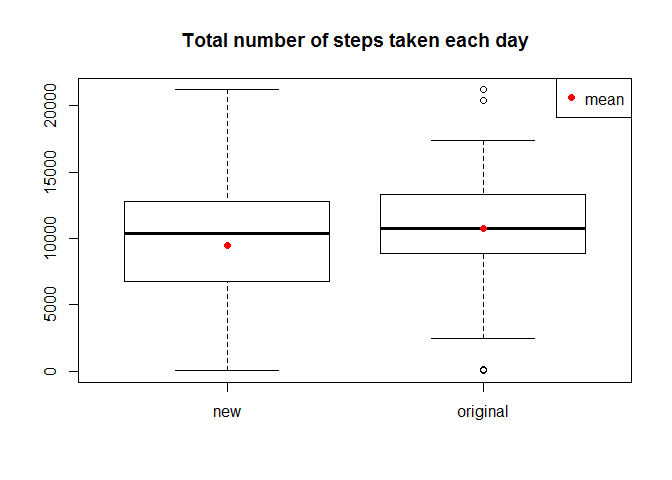 Total number of steps taken each day
mean
20000
15000
10000
5000
0
new
original